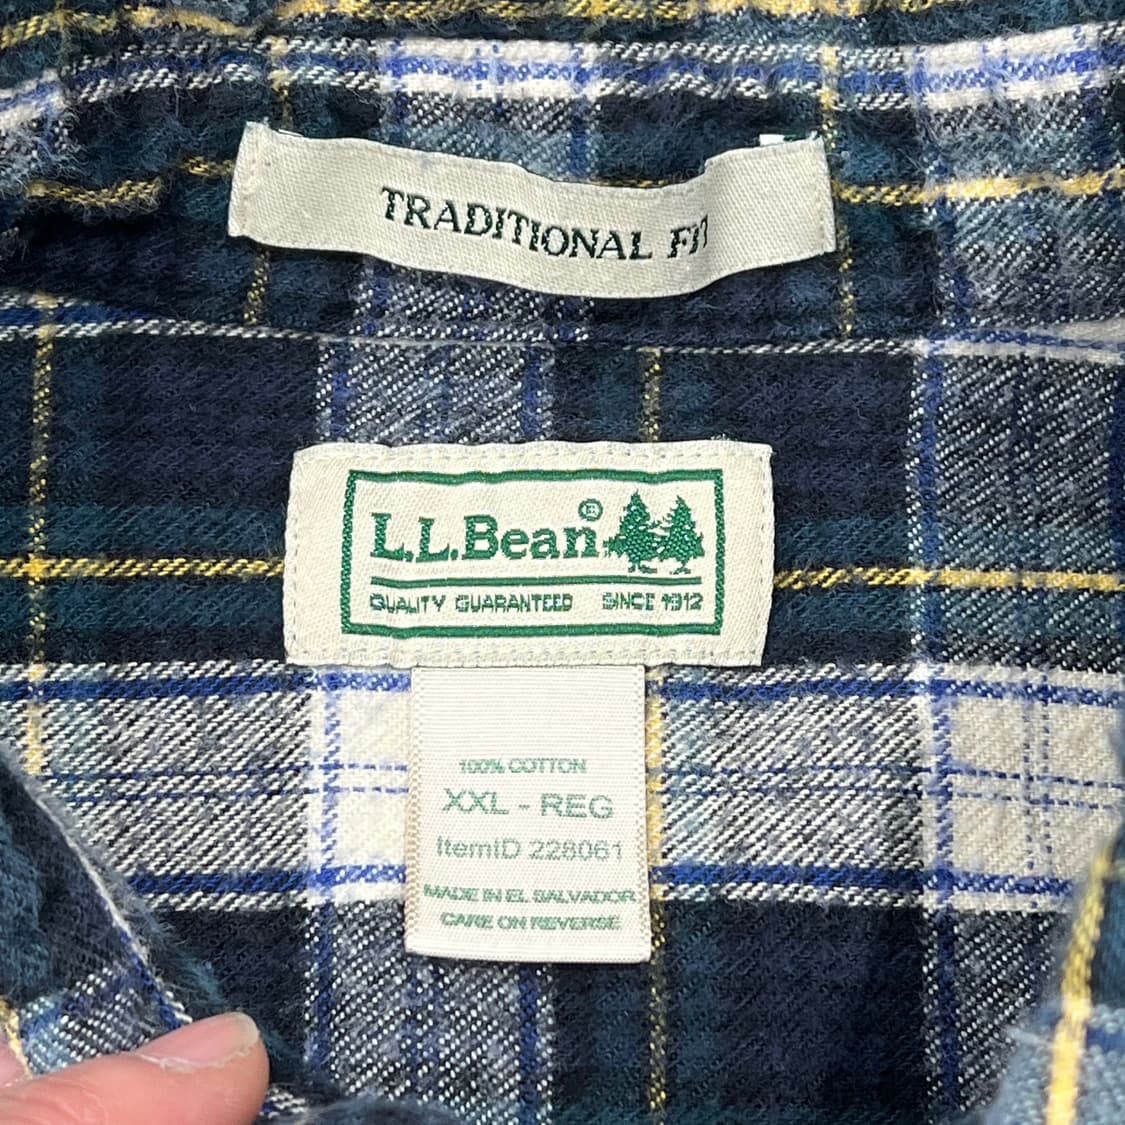 TRADITIONAL FIT
L.L.Bean®
QUALITY GUARANTEED SINCE 1912
100% COTTON
XXL - REG
ItemID 228061
MADE IN EL SALVADOR
CARE ON REVERSE